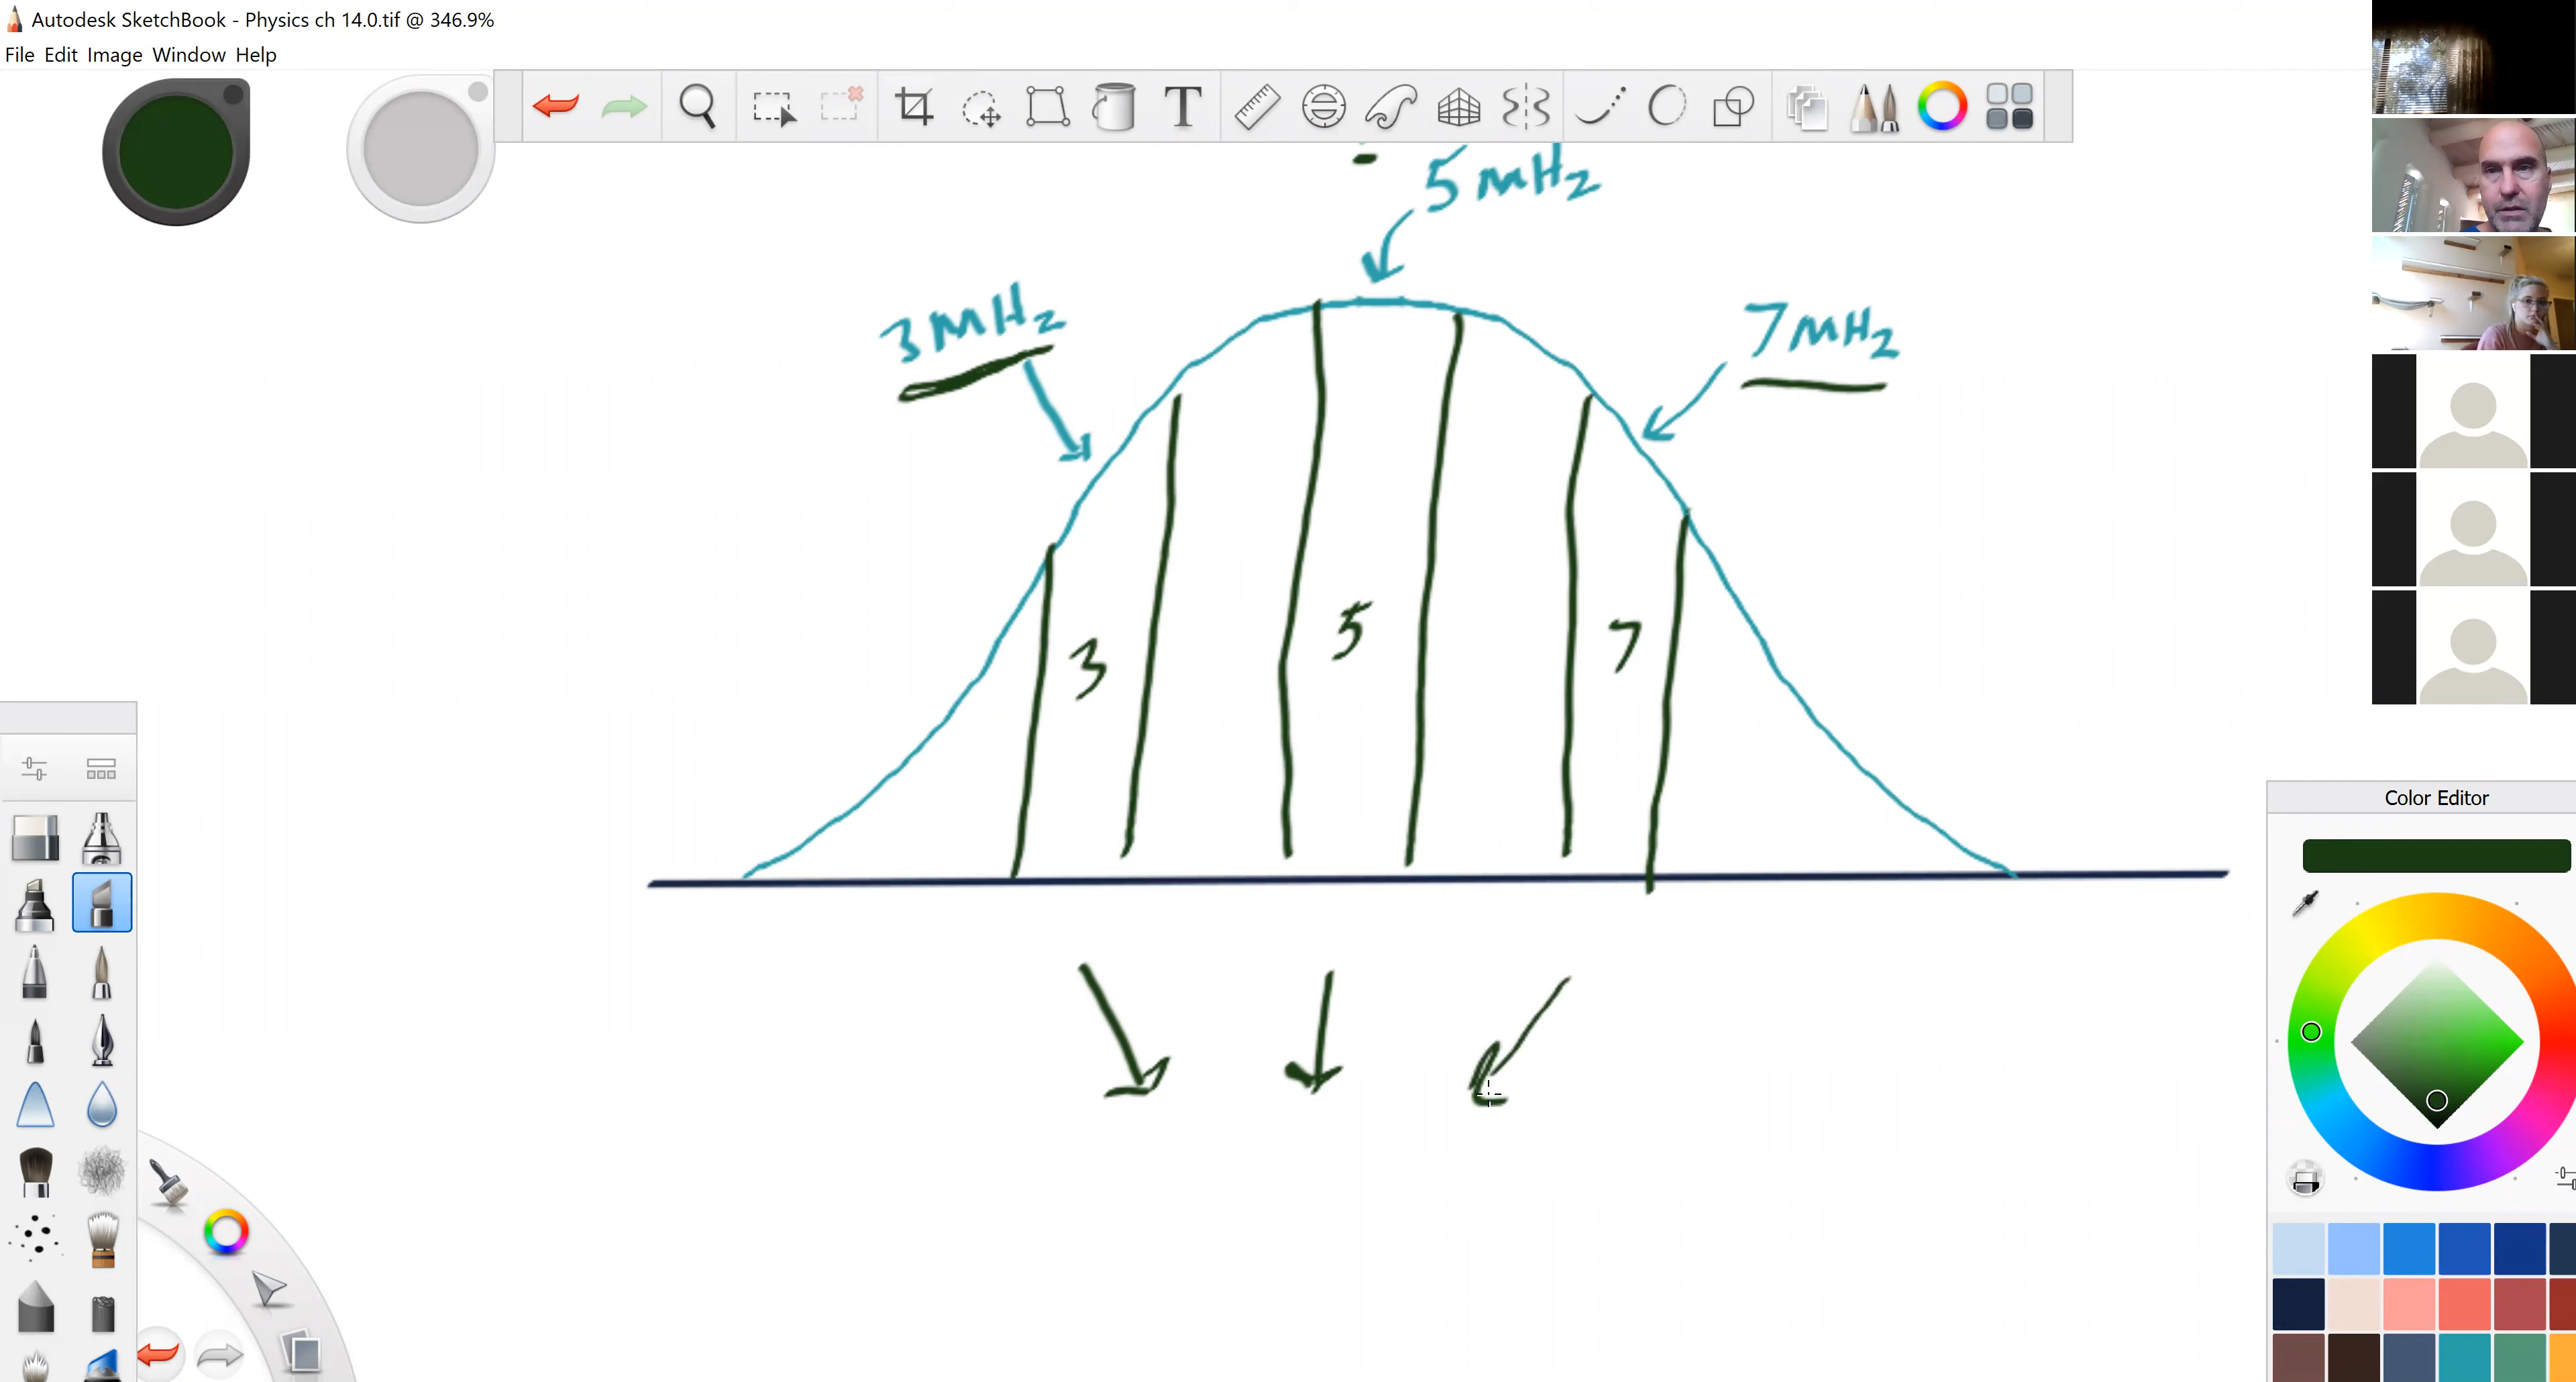 Autodesk SketchBook - Physics ch 14.0.tif @ 346.9%
File Edit Image Window Help
T
5 MHz
3 MHz
7 MHz
3
5
7
Color Editor